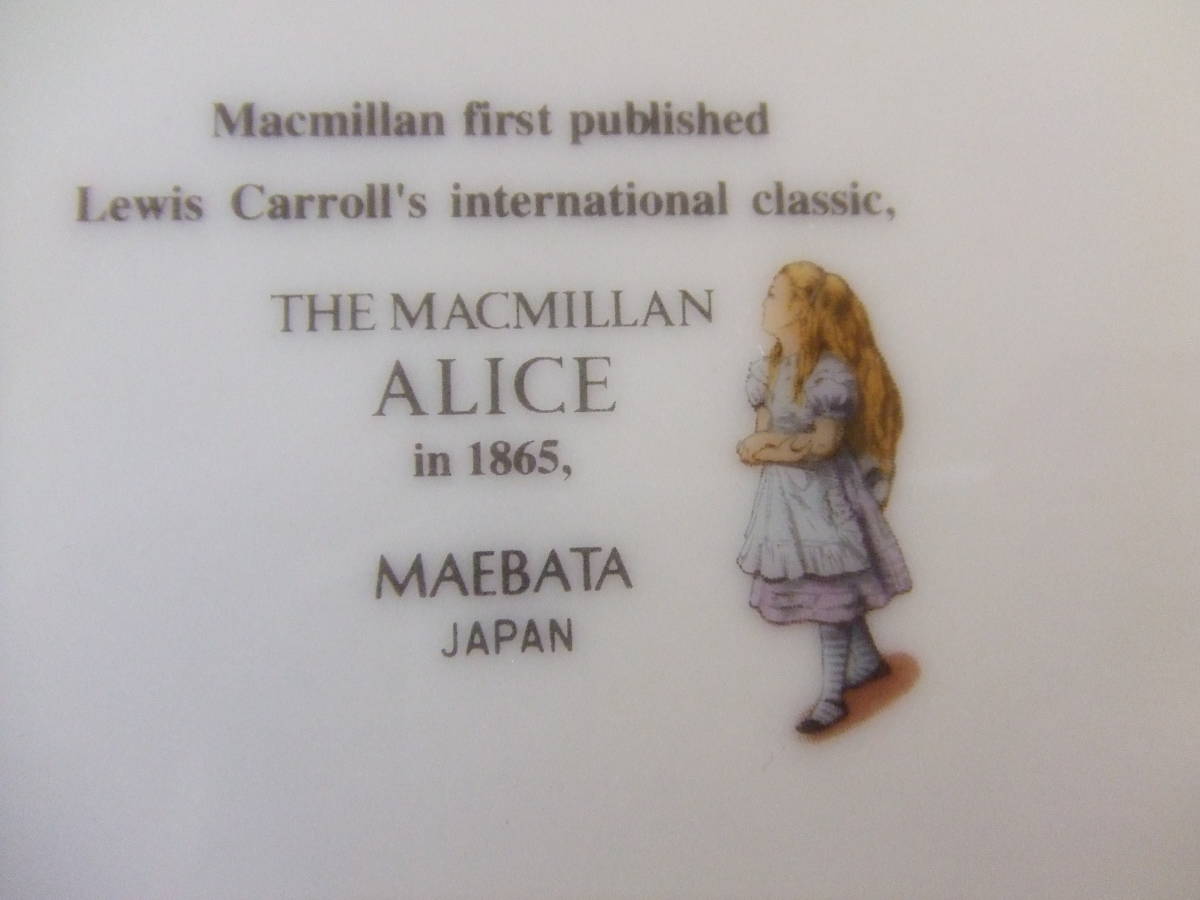 Macmillan first published
Lewis Carroll's international classic,
THE MACMILLAN
ALICE
in 1865,
MAEBATA
JAPAN